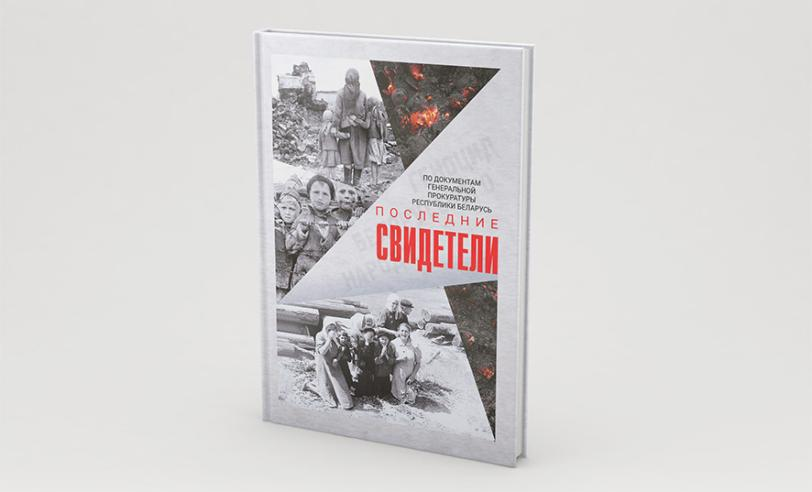 ПО ДОКУМЕНТАМ
ГЕНЕРАЛЬНОЙ
ПРОКУРАТУРЫ
РЕСПУБЛИКИ БЕЛАРУСЬ
ПОСЛЕДНИЕ
СВИДЕТЕЛИ